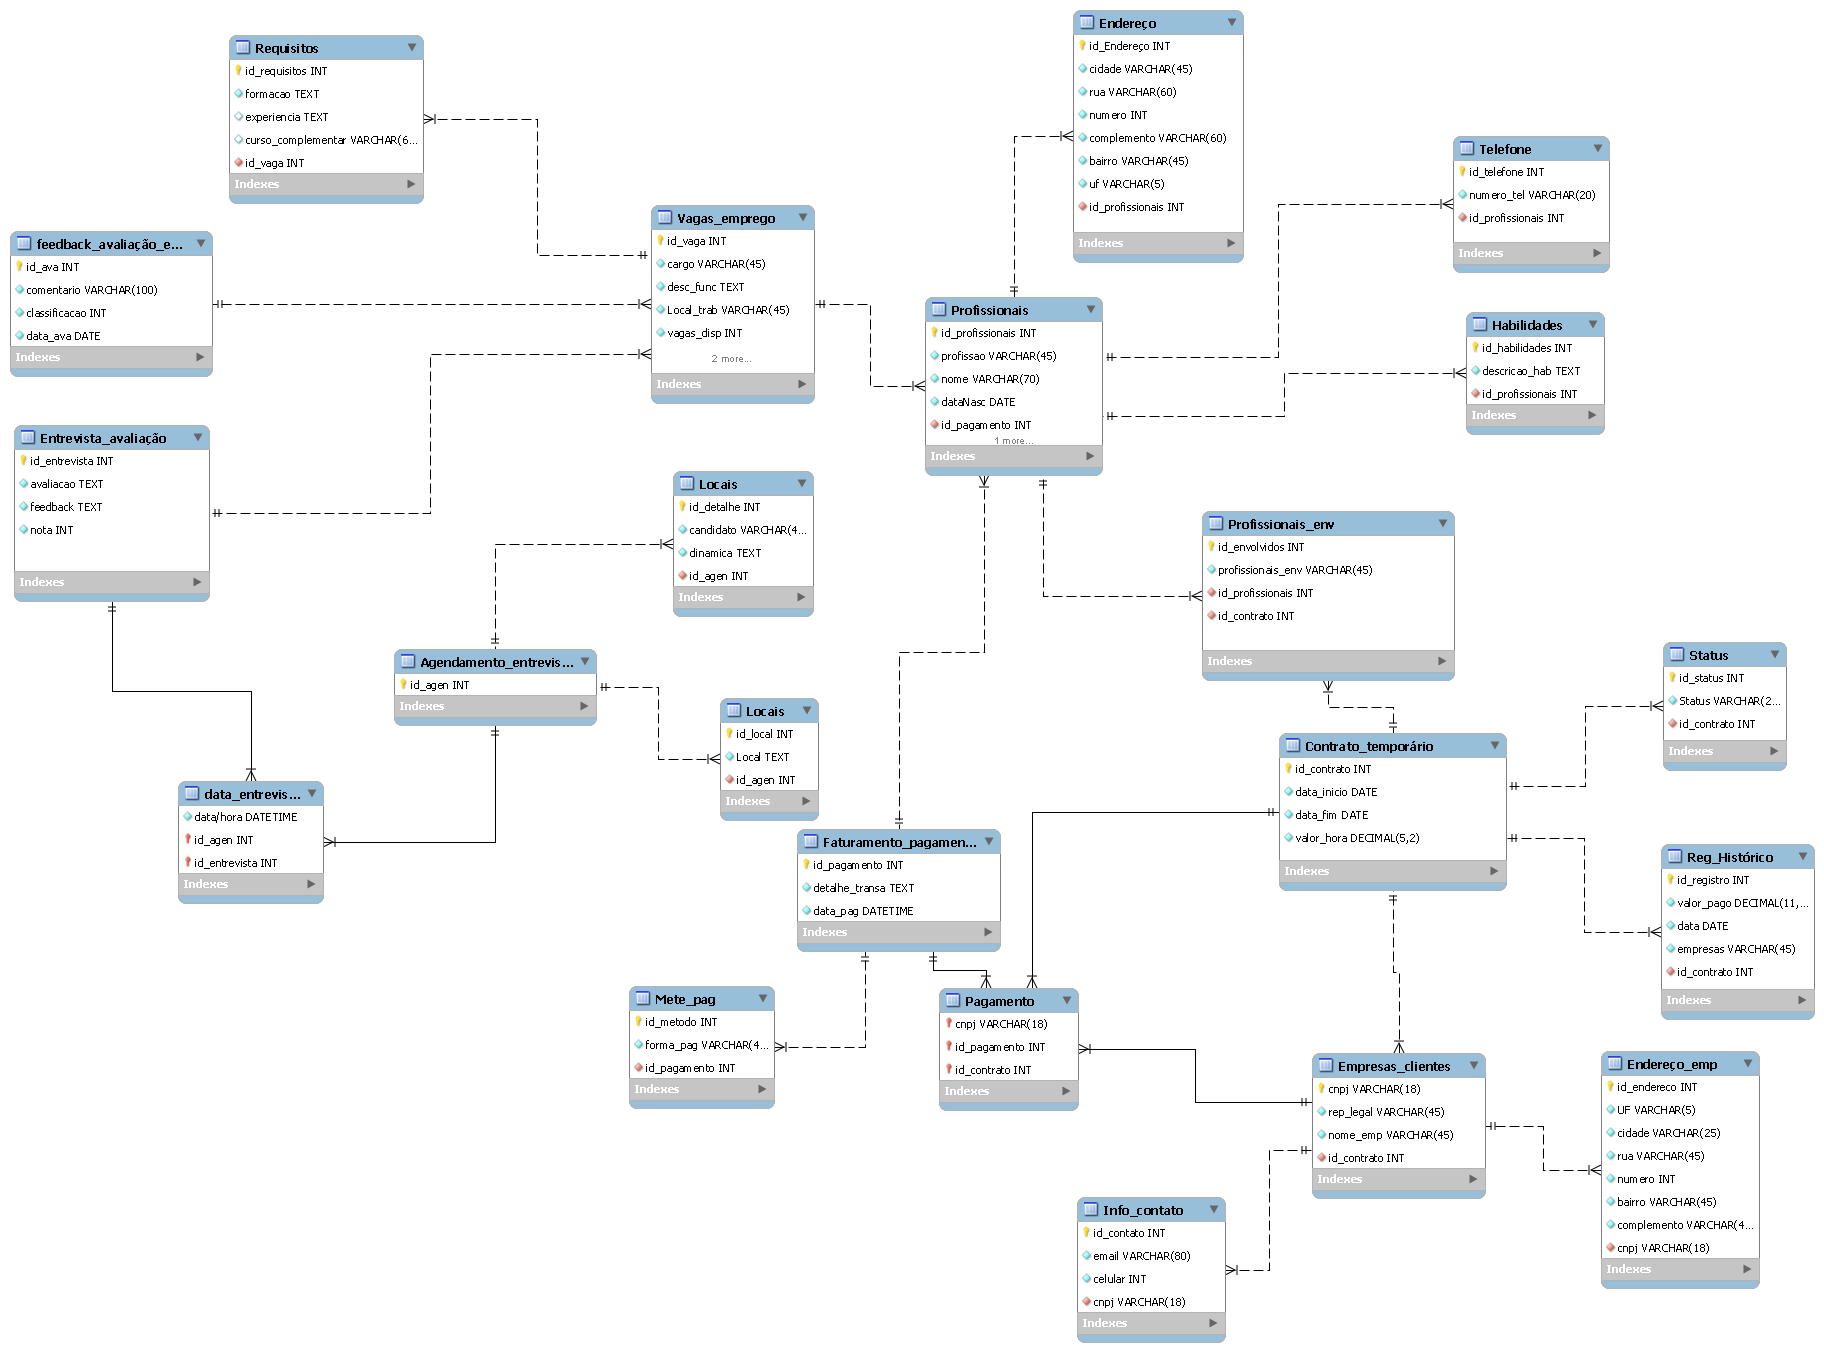 Requisitos
id_requisitos INT
formacao TEXT
experiencia TEXT
curso_complementar VARCHAR(6...
id_vaga INT
Indexes
feedback_avaliação_e...
id_ava INT
comentario VARCHAR(100)
classificacao INT
data_ava DATE
Indexes
Entrevista_avaliação
id_entrevista INT
avaliacao TEXT
feedback TEXT
nota INT
Indexes
Vagas_emprego
id_vaga INT
cargo VARCHAR(45)
desc_func TEXT
Local_trab VARCHAR(45)
vagas_disp INT
2 more...
Indexes
Endereço
id_Endereço INT
cidade VARCHAR(45)
rua VARCHAR(60)
numero INT
complemento VARCHAR(60)
bairro VARCHAR(45)
uf VARCHAR(5)
id_profissionais INT
Indexes
Telefone
id_telefone INT
numero_tel VARCHAR(20)
id_profissionais INT
Indexes
Profissionais
id_profissionais INT
profissao VARCHAR(45)
nome VARCHAR(70)
dataNasc DATE
id_pagamento INT
1 more...
Indexes
Habilidades
id_habilidades INT
descricao_hab TEXT
id_profissionais INT
Indexes
Locais
id_detalhe INT
candidato VARCHAR(4...
dinamica TEXT
id_agen INT
Indexes
Profissionais_env
id_envolvidos INT
profissionais_env VARCHAR(45)
id_profissionais INT
id_contrato INT
Indexes
Agendamento_entrevis...
id_agen INT
Indexes
Locais
id_local INT
Local TEXT
id_agen INT
Indexes
data_entrevis...
data/hora DATETIME
id_agen INT
id_entrevista INT
Indexes
Status
id_status INT
Status VARCHAR(2...
id_contrato INT
Indexes
Contrato_temporário
id_contrato INT
data_inicio DATE
data_fim DATE
valor_hora DECIMAL(5,2)
Indexes
Faturamento_pagamen...
id_pagamento INT
detalhe_transa TEXT
data_pag DATETIME
Indexes
Reg_Histórico
id_registro INT
valor_pago DECIMAL(11,...
data DATE
empresas VARCHAR(45)
id_contrato INT
Indexes
Mete_pag
id_metodo INT
forma_pag VARCHAR(4...
id_pagamento INT
Indexes
Pagamento
cnpj VARCHAR(18)
id_pagamento INT
id_contrato INT
Indexes
Empresas_clientes
cnpj VARCHAR(18)
rep_legal VARCHAR(45)
nome_emp VARCHAR(45)
id_contrato INT
Indexes
Endereço_emp
id_endereco INT
UF VARCHAR(5)
cidade VARCHAR(25)
rua VARCHAR(45)
numero INT
bairro VARCHAR(45)
complemento VARCHAR(4...
cnpj VARCHAR(18)
Indexes
Info_contato
id_contato INT
email VARCHAR(80)
celular INT
cnpj VARCHAR(18)
Indexes